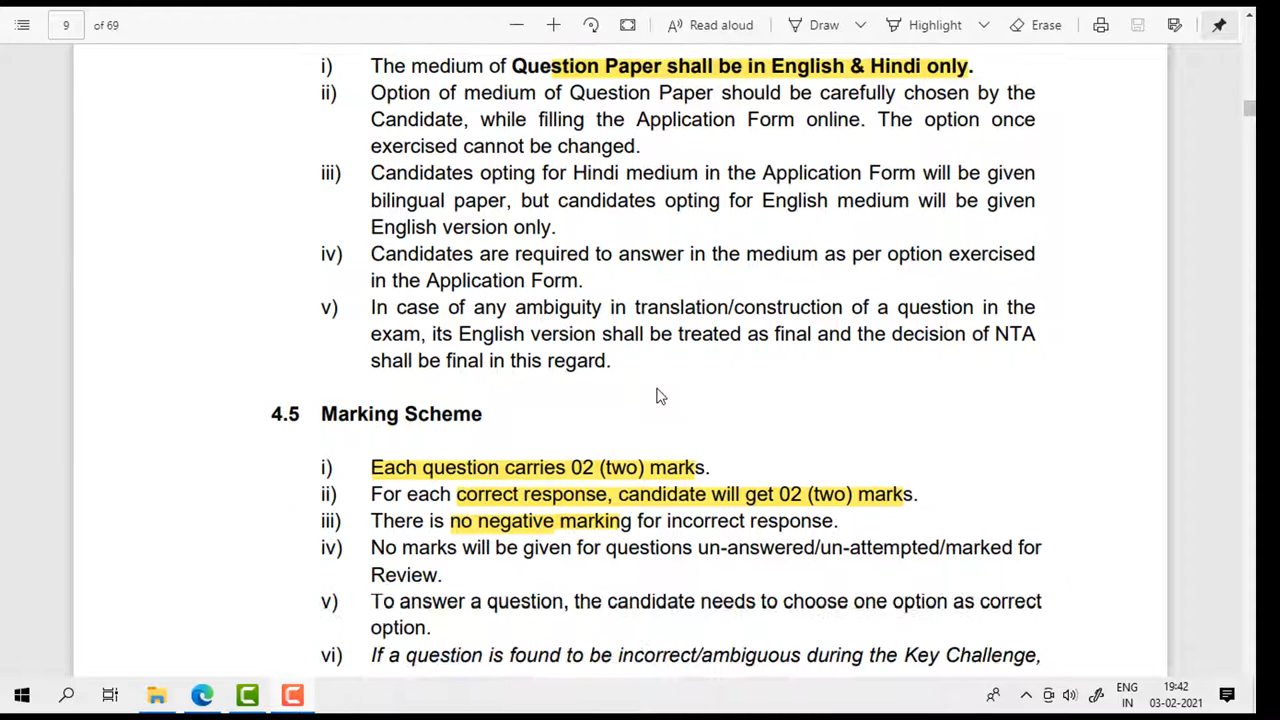 9 of 69 Read aloud Draw Highlight Erase
i) The medium of Question Paper shall be in English & Hindi only.
ii) Option of medium of Question Paper should be carefully chosen by the
Candidate, while filling the Application Form online. The option once
exercised cannot be changed.
iii) Candidates opting for Hindi medium in the Application Form will be given
bilingual paper, but candidates opting for English medium will be given
English version only.
iv) Candidates are required to answer in the medium as per option exercised
in the Application Form.
v) In case of any ambiguity in translation/construction of a question in the
exam, its English version shall be treated as final and the decision of NTA
shall be final in this regard.
4.5 Marking Scheme
i) Each question carries 02 (two) marks.
ii) For each correct response, candidate will get 02 (two) marks.
iii) There is no negative marking for incorrect response.
iv) No marks will be given for questions un-answered/un-attempted/marked for
Review.
v) To answer a question, the candidate needs to choose one option as correct
option.
vi) If a question is found to be incorrect/ambiguous during the Key Challenge,
ENG 19:42
IN 03-02-2021